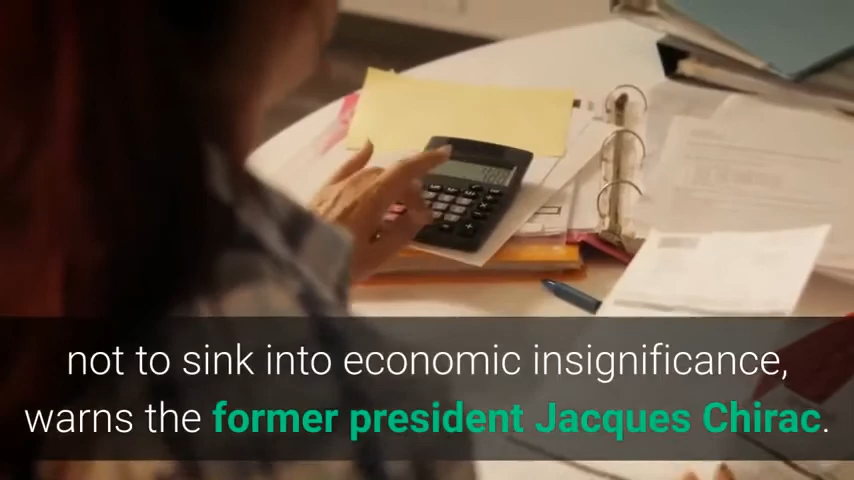 not to sink into economic insignificance,
warns the former president Jacques Chirac.